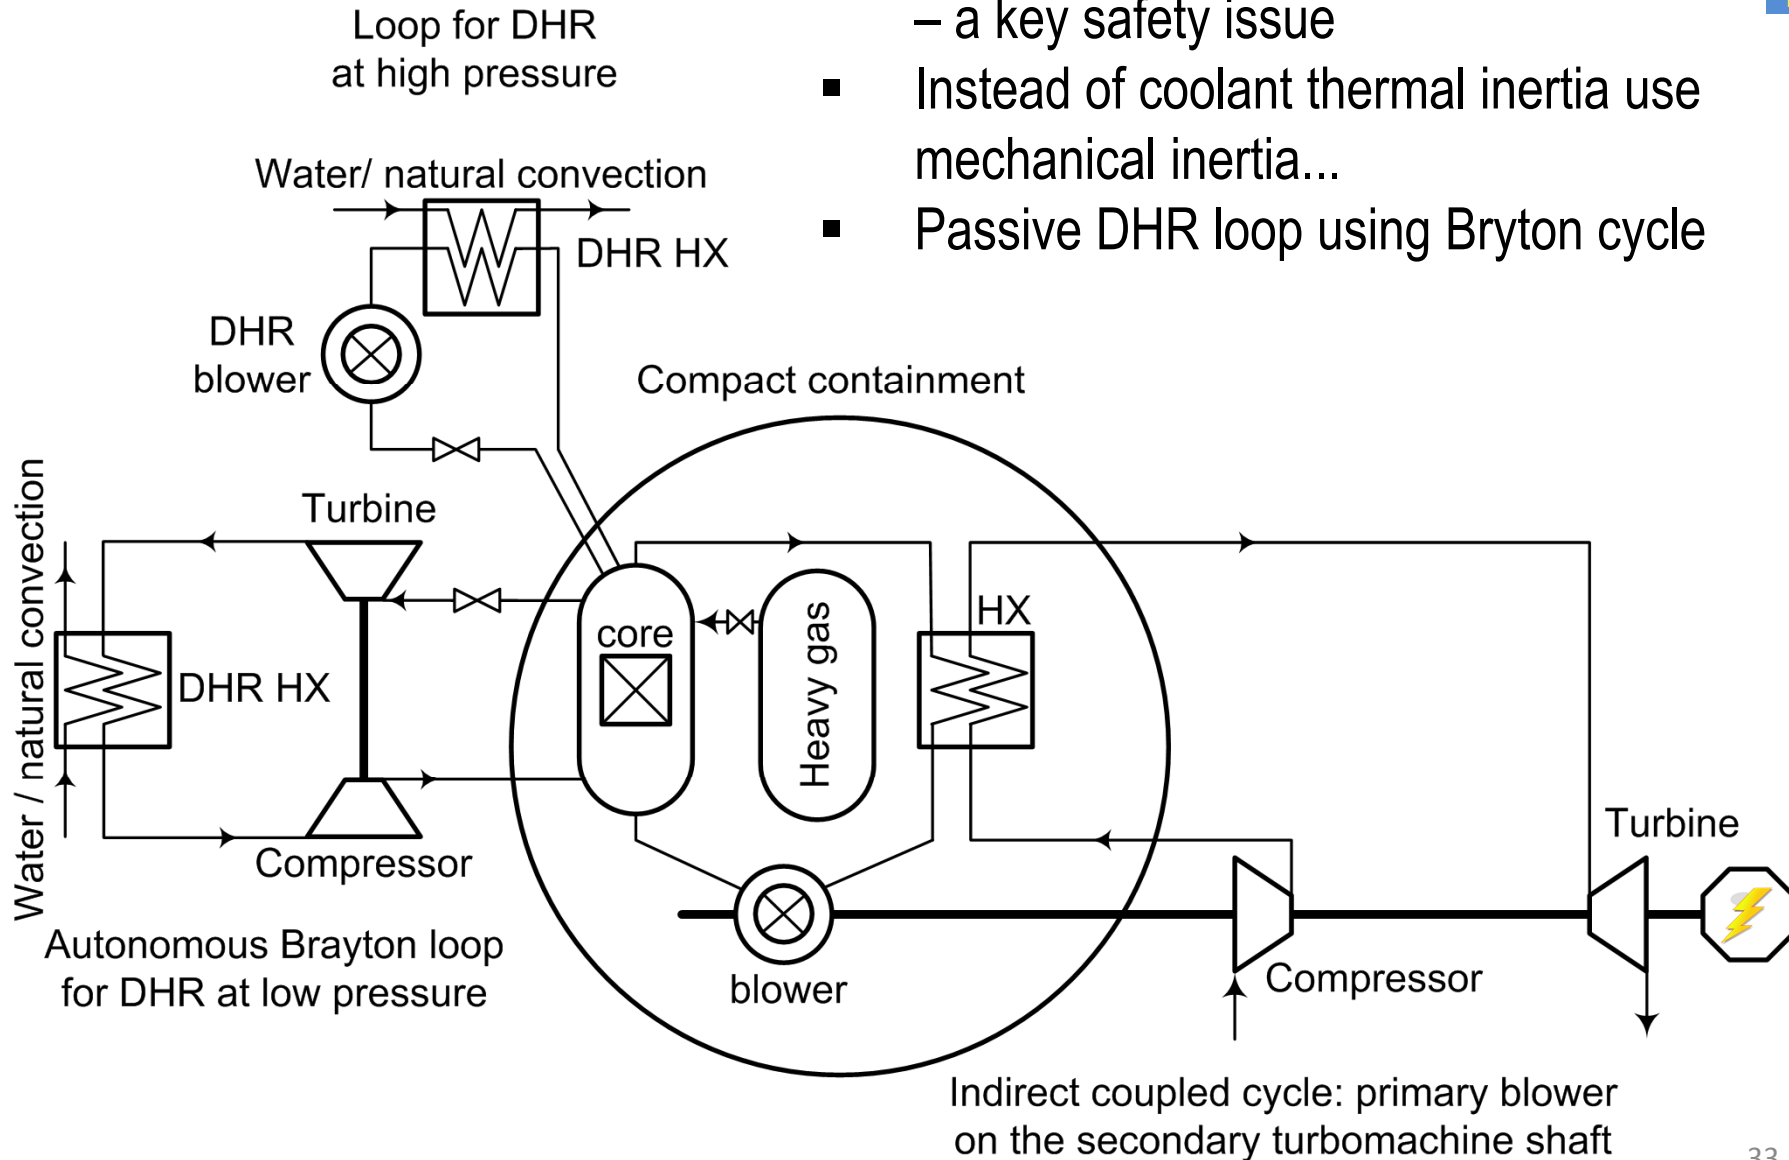 Loop for DHR
at high pressure
– a key safety issue
▪ Instead of coolant thermal inertia use
mechanical inertia...
▪ Passive DHR loop using Bryton cycle
Water/ natural convection
DHR HX
DHR
blower
Compact containment
Water / natural convection
Turbine
DHR HX
core
Heavy gas
HX
Compressor
Turbine
Autonomous Brayton loop
for DHR at low pressure
blower
Compressor
Indirect coupled cycle: primary blower
on the secondary turbomachine shaft
33